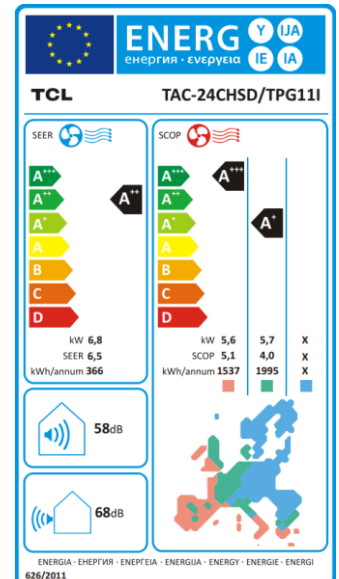 ENERG Y IJA
енергия · ενεργεια IE IA
TCL TAC-24CHSD/TPG11I
SEER SCOP
A+++ A+++ A+++
A++ A++ A++
A+ A+ A+
A A
B B
C C
D D
kW 6,8 kW 5,6 5,7 X
SEER 6,5 SCOP 5,1 4,0 X
kWh/annum 366 kWh/annum 1537 1995 X
58dB
68dB
ENERGIA · ЕНЕРГИЯ · ΕΝΕΡΓΕΙΑ · ENERGIJA · ENERGY · ENERGIE · ENERGI
626/2011